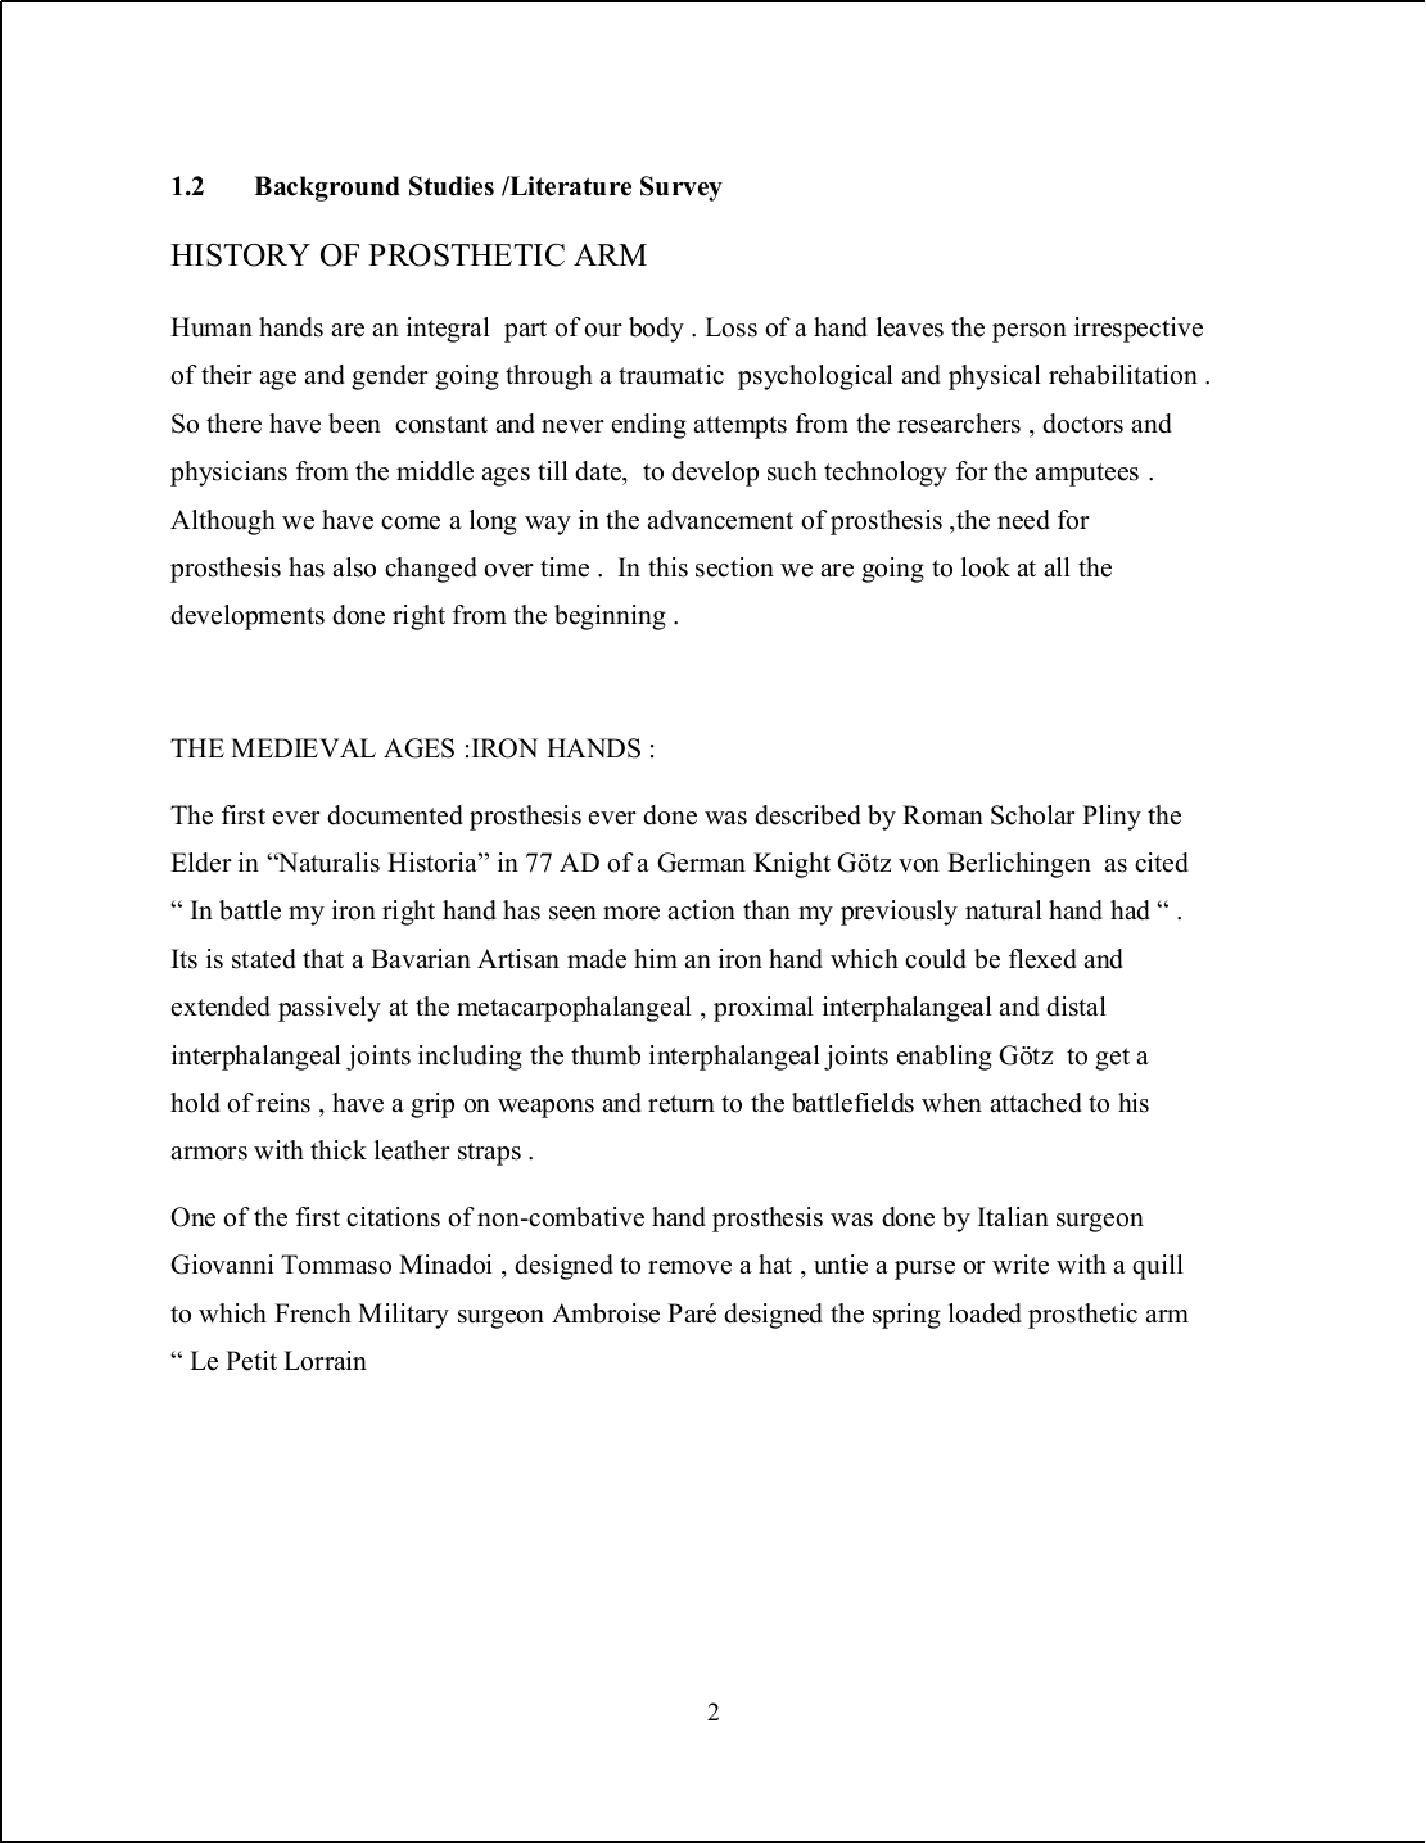 1.2 Background Studies /Literature Survey
HISTORY OF PROSTHETIC ARM
Human hands are an integral  part of our body . Loss of a hand leaves the person irrespective
of their age and gender going through a traumatic  psychological and physical rehabilitation .
So there have been  constant and never ending attempts from the researchers , doctors and
physicians from the middle ages till date,  to develop such technology for the amputees .
Although we have come a long way in the advancement of prosthesis ,the need for
prosthesis has also changed over time .  In this section we are going to look at all the
developments done right from the beginning .
THE MEDIEVAL AGES :IRON HANDS :
The first ever documented prosthesis ever done was described by Roman Scholar Pliny the
Elder in “Naturalis Historia” in 77 AD of a German Knight Götz von Berlichingen  as cited
“ In battle my iron right hand has seen more action than my previously natural hand had “ .
Its is stated that a Bavarian Artisan made him an iron hand which could be flexed and
extended passively at the metacarpophalangeal , proximal interphalangeal and distal
interphalangeal joints including the thumb interphalangeal joints enabling Götz  to get a
hold of reins , have a grip on weapons and return to the battlefields when attached to his
armors with thick leather straps .
One of the first citations of non-combative hand prosthesis was done by Italian surgeon
Giovanni Tommaso Minadoi , designed to remove a hat , untie a purse or write with a quill
to which French Military surgeon Ambroise Paré designed the spring loaded prosthetic arm
“ Le Petit Lorrain
2